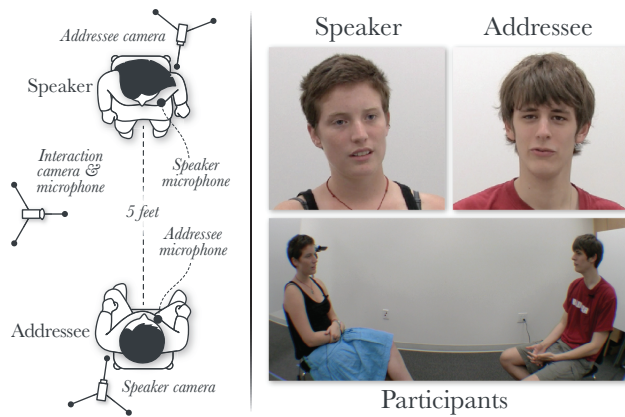 Addressee camera
Speaker
Interaction
camera &
microphone
Speaker
microphone
5 feet
Addressee
microphone
Addressee
Speaker camera
Speaker
Addressee
Participants